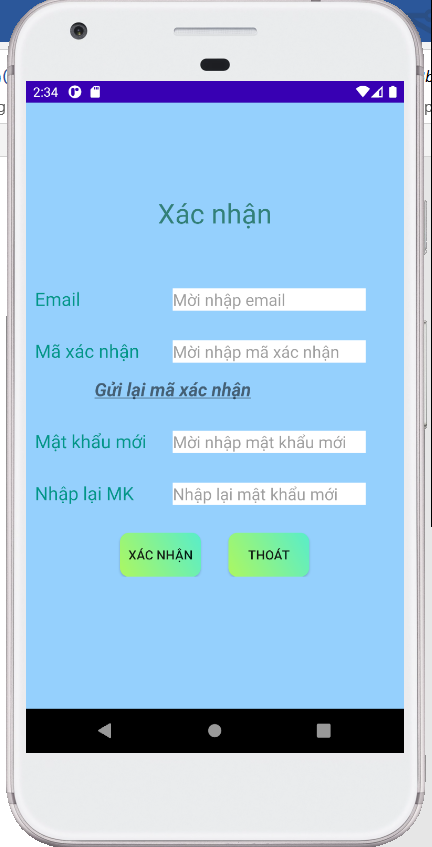 2:34
Xác nhận
Email Mời nhập email
Mã xác nhận Mời nhập mã xác nhận
Gửi lại mã xác nhận
Mật khẩu mới Mời nhập mật khẩu mới
Nhập lại MK Nhập lại mật khẩu mới
XÁC NHẬN THOÁT